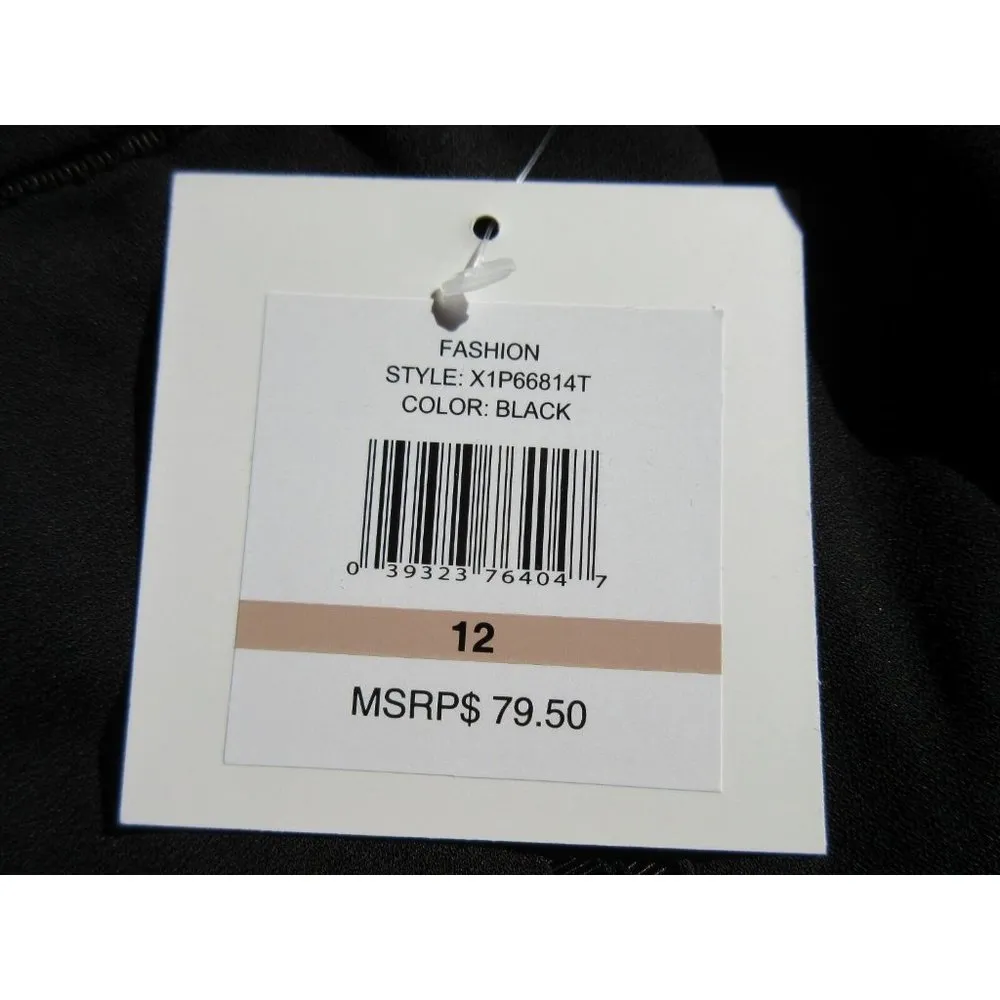 FASHION
STYLE: X1P66814T
COLOR: BLACK
0 39323 76404 7
12
MSRP$ 79.50